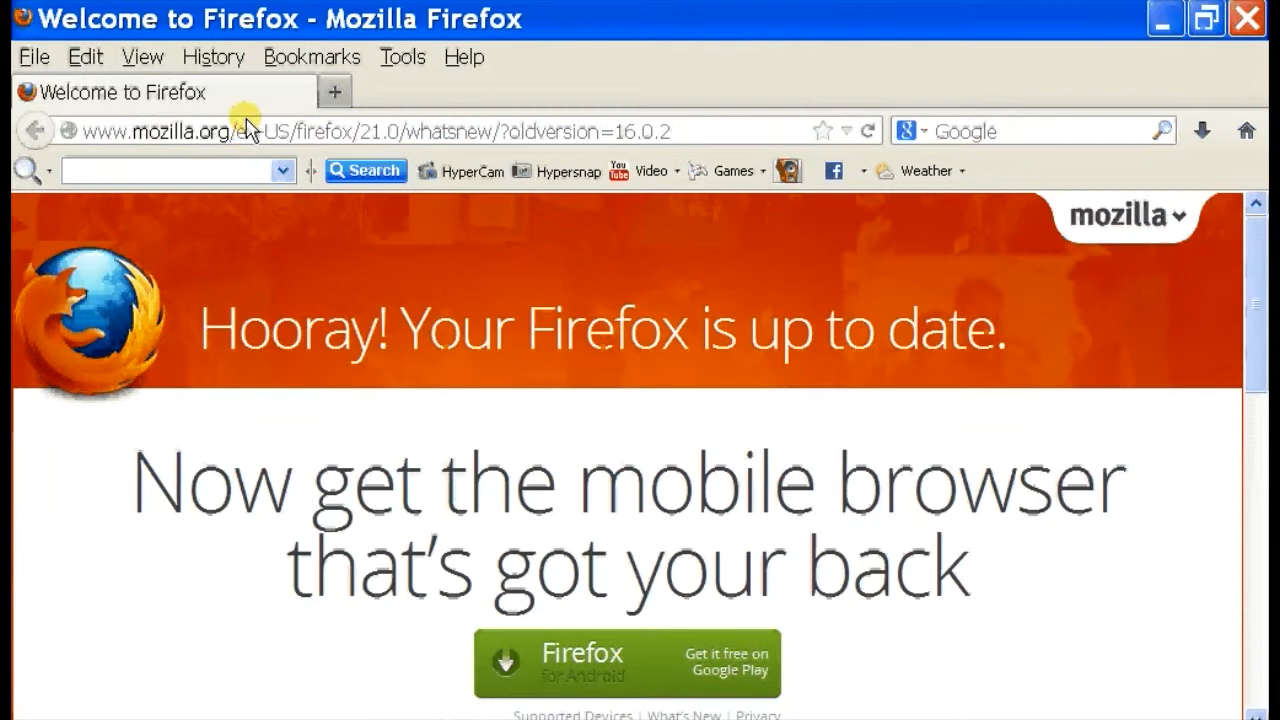 Welcome to Firefox - Mozilla Firefox
File Edit View History Bookmarks Tools Help
Welcome to Firefox +
www.mozilla.org/en-US/firefox/21.0/whatsnew/?oldversion=16.0.2 Google
Search HyperCam Hypersnap You Tube Video Games Weather
mozilla
Hooray! Your Firefox is up to date.
Now get the mobile browser
that's got your back
Firefox Get it free on
for Android Google Play
Supported Devices | What's New | Privacy